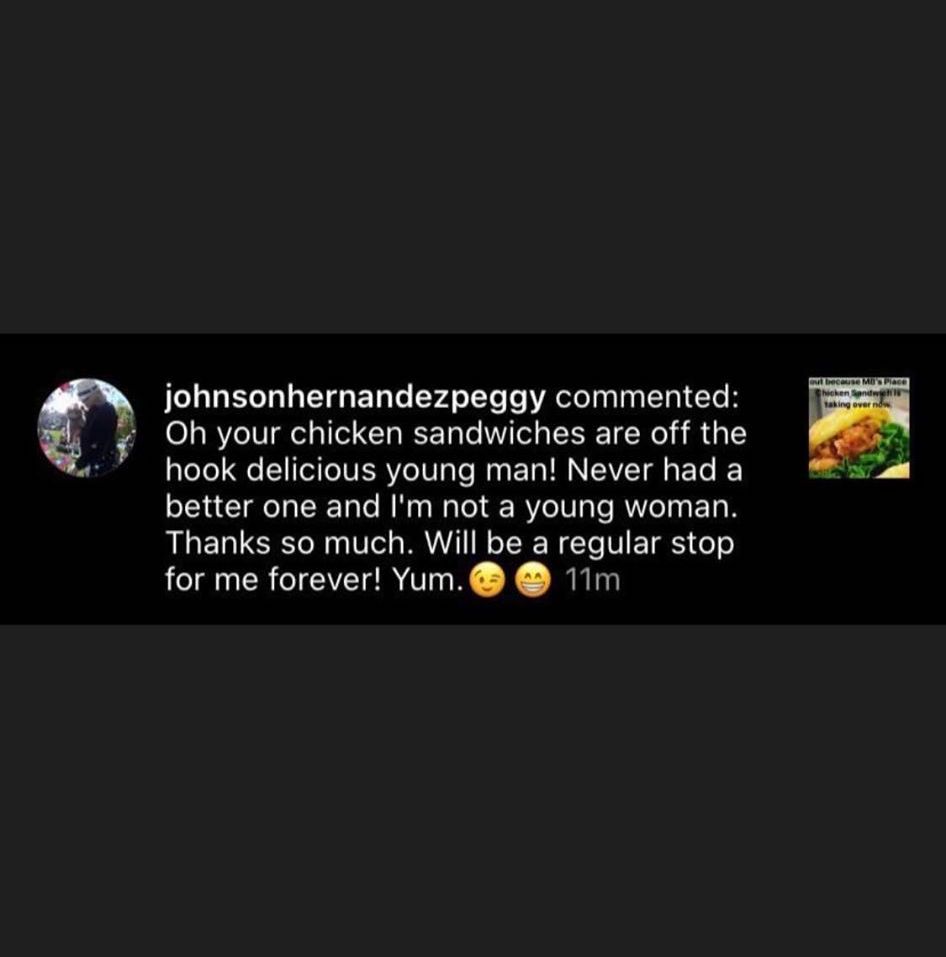 johnsonhernandezpeggy commented:
Oh your chicken sandwiches are off the
hook delicious young man! Never had a
better one and I'm not a young woman.
Thanks so much. Will be a regular stop
for me forever! Yum.😉😁 11m
out because MB's Place
Chicken Sandwich is
taking over now.